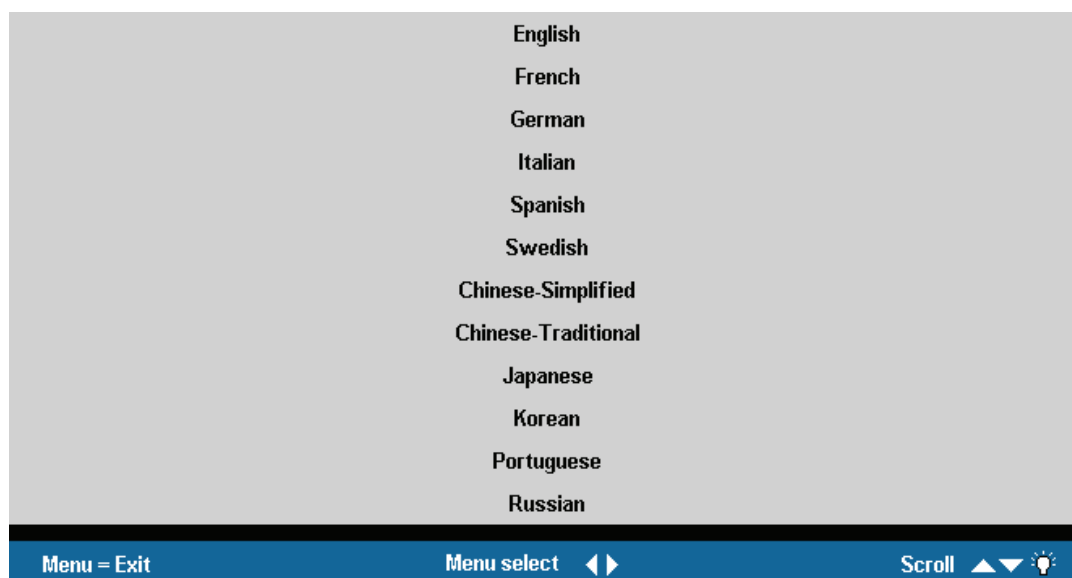 English
French
German
Italian
Spanish
Swedish
Chinese-Simplified
Chinese-Traditional
Japanese
Korean
Portuguese
Russian
Menu = Exit Menu select Scroll